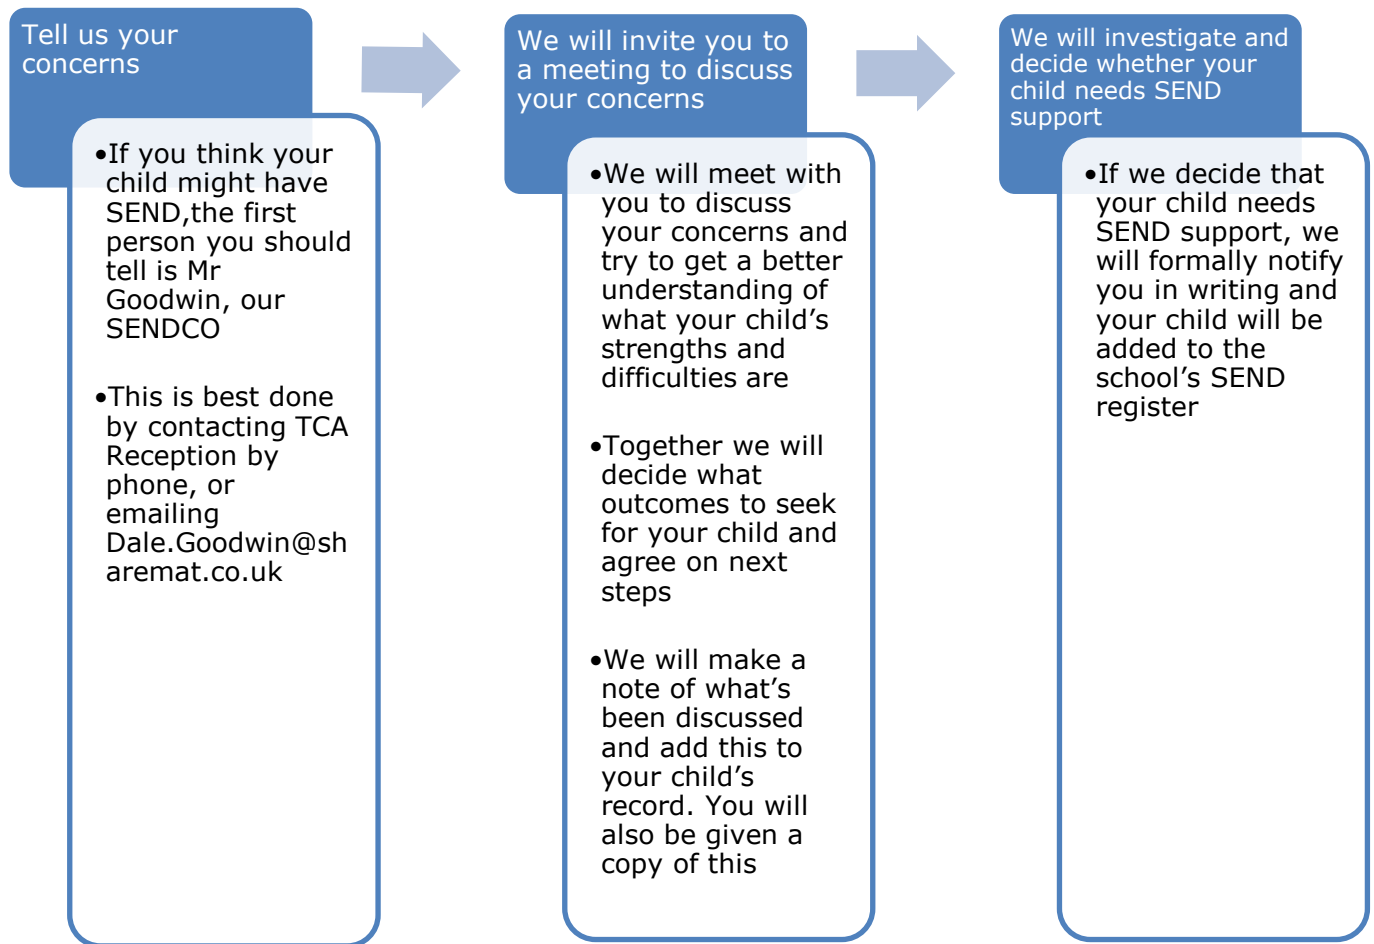 Tell us your
concerns
•If you think your
child might have
SEND,the first
person you should
tell is Mr
Goodwin, our
SENDCO
•This is best done
by contacting TCA
Reception by
phone, or
emailing
Dale.Goodwin@sh
aremat.co.uk
We will invite you to
a meeting to discuss
your concerns
•We will meet with
you to discuss
your concerns and
try to get a better
understanding of
what your child’s
strengths and
difficulties are
•Together we will
decide what
outcomes to seek
for your child and
agree on next
steps
•We will make a
note of what’s
been discussed
and add this to
your child’s
record. You will
also be given a
copy of this
We will investigate and
decide whether your
child needs SEND
support
•If we decide that
your child needs
SEND support, we
will formally notify
you in writing and
your child will be
added to the
school’s SEND
register